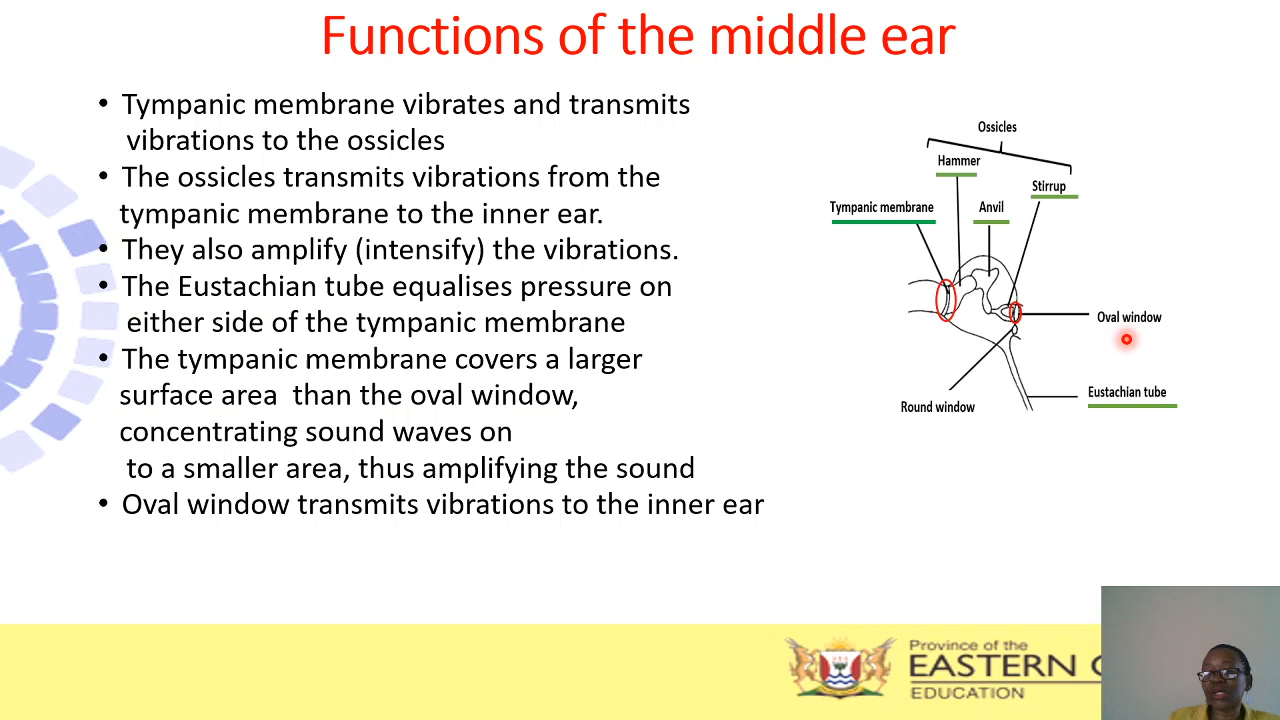 Functions of the middle ear
• Tympanic membrane vibrates and transmits
vibrations to the ossicles
• The ossicles transmits vibrations from the
tympanic membrane to the inner ear.
• They also amplify (intensify) the vibrations.
• The Eustachian tube equalises pressure on
either side of the tympanic membrane
• The tympanic membrane covers a larger
surface area than the oval window,
concentrating sound waves on
to a smaller area, thus amplifying the sound
• Oval window transmits vibrations to the inner ear
Ossicles
Hammer
Stirrup
Tympanic membrane
Anvil
Oval window
Eustachian tube
Round window
Province of the
EASTERN
EDUCATION